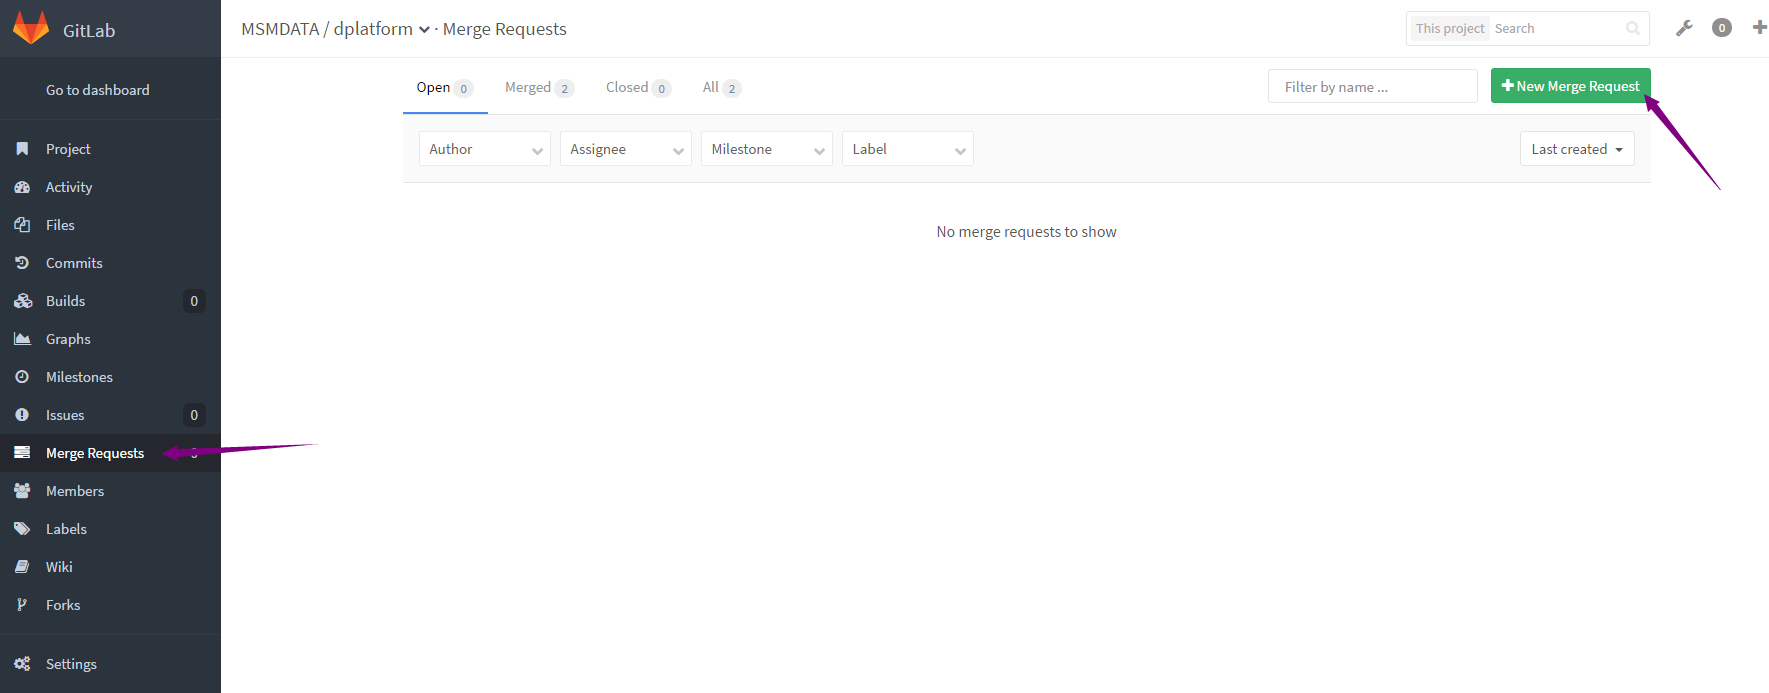 GitLab
Go to dashboard
Project
Activity
Files
Commits
Builds 0
Graphs
Milestones
Issues 0
Merge Requests
Members
Labels
Wiki
Forks
Settings
MSMDATA / dplatform · Merge Requests
This project Search
0
Open 0 Merged 2 Closed 0 All 2
Filter by name ...
New Merge Request
Author Assignee Milestone Label
Last created
No merge requests to show